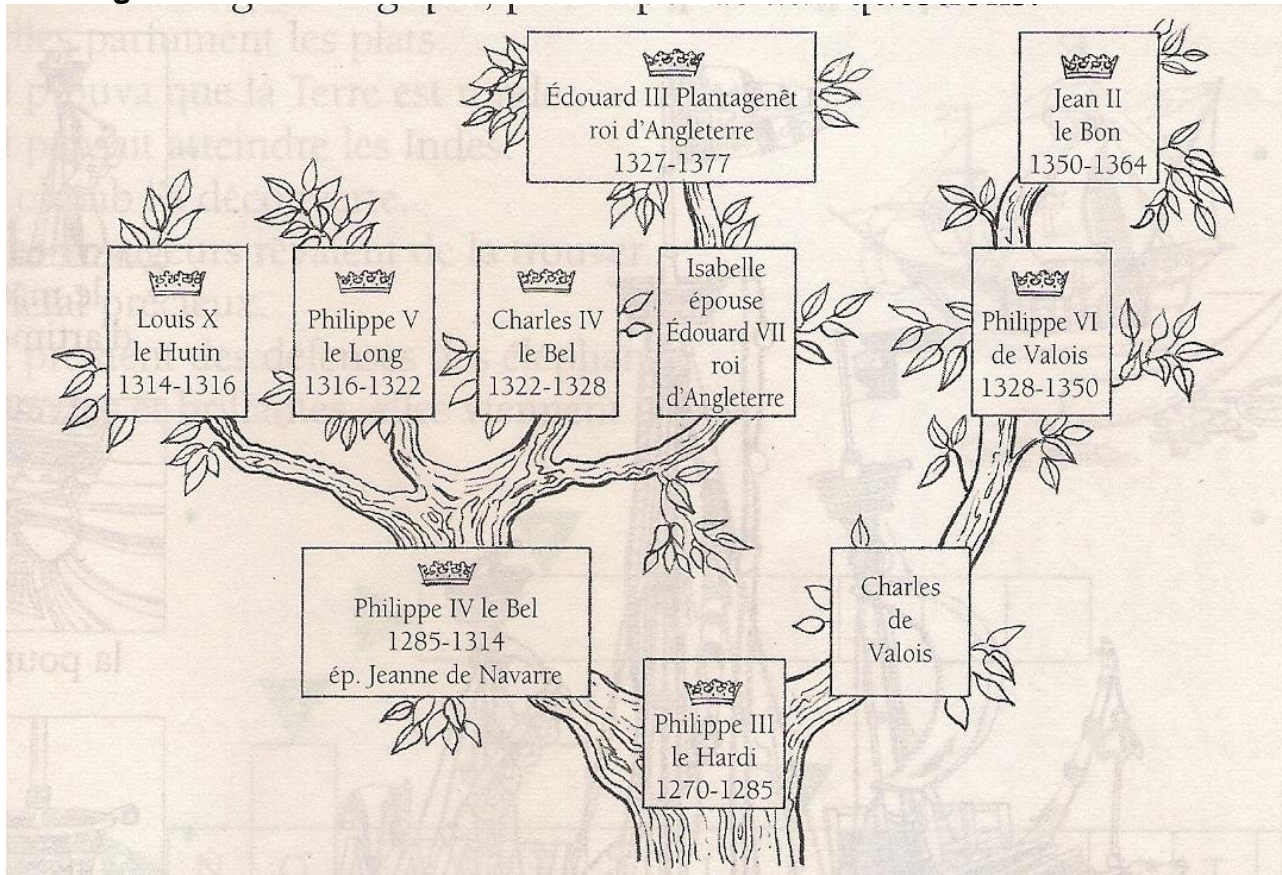 Édouard III Plantagenêt
roi d'Angleterre
1327-1377
Jean II
le Bon
1350-1364
Louis X
le Hutin
1314-1316
Philippe V
le Long
1316-1322
Charles IV
le Bel
1322-1328
Isabelle
épouse
Édouard VII
roi
d'Angleterre
Philippe VI
de Valois
1328-1350
Philippe IV le Bel
1285-1314
ép. Jeanne de Navarre
Charles
de
Valois
Philippe III
le Hardi
1270-1285